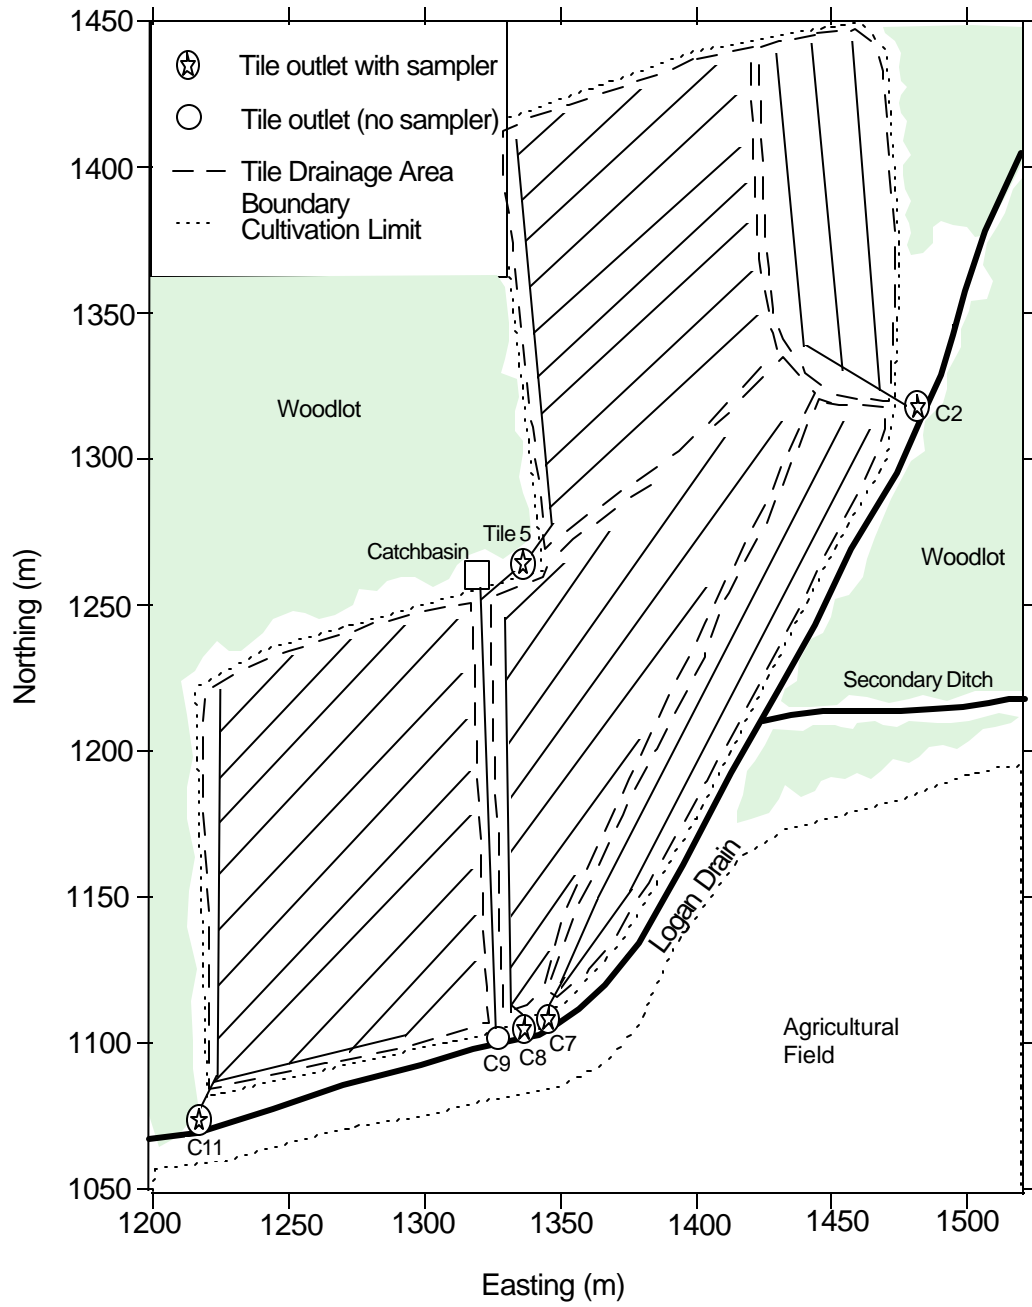 1450
Tile outlet with sampler
Tile outlet (no sampler)
Tile Drainage Area
Boundary
Cultivation Limit
1400
1350
Woodlot
C2
1300
Tile 5
Catchbasin
Woodlot
Northing (m)
1250
Secondary Ditch
1200
1150
Logan Drain
Agricultural
Field
1100
C9
C8
C7
C11
1050
1200
1250
1300
1350
1400
1450
1500
Easting (m)